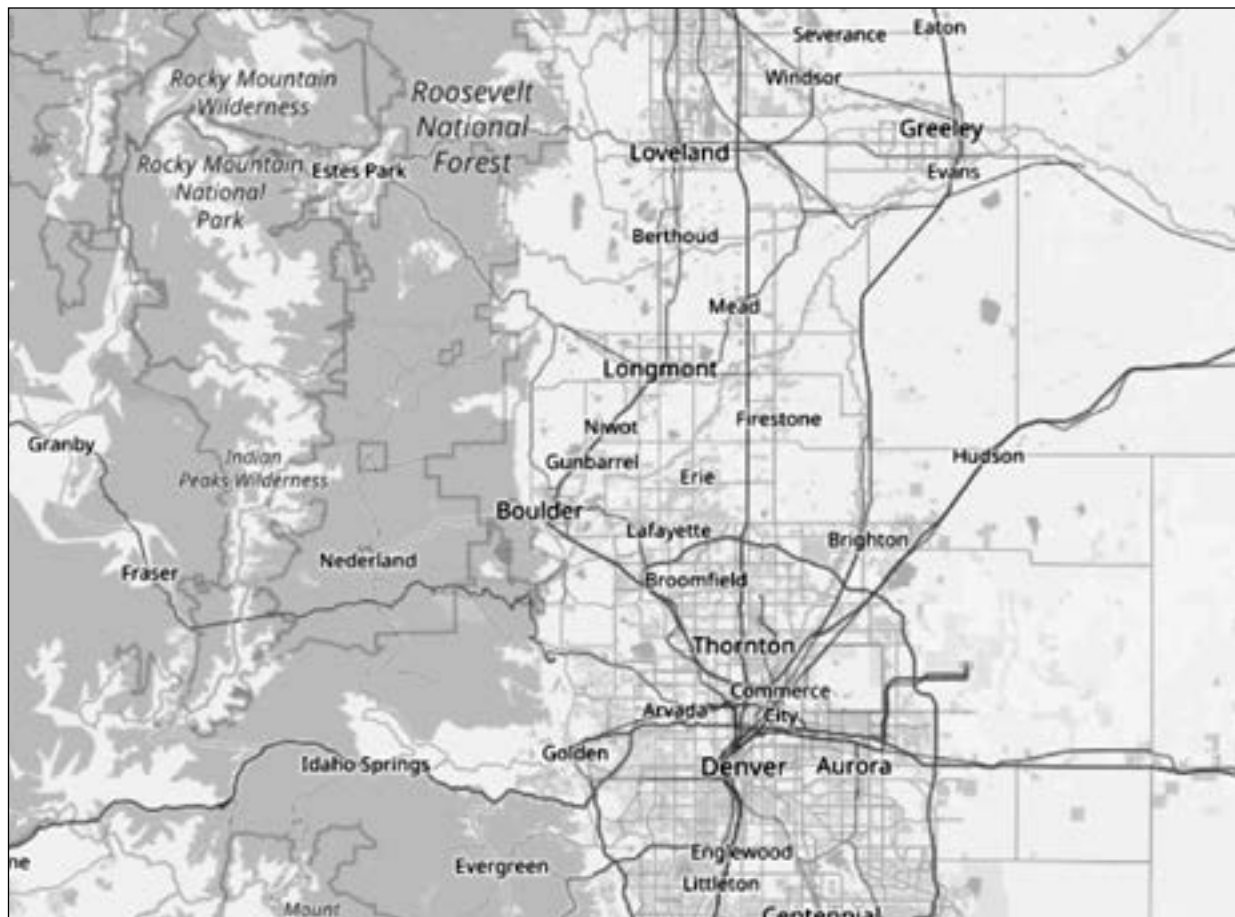 Severance
Eaton
Rocky Mountain
Wilderness
Roosevelt
National
Forest
Windsor
Greeley
Loveland
Rocky Mountain
National
Park
Estes Park
Evans
Berthoud
Mead
Longmont
Firestone
Niwot
Granby
Indian
Peaks Wilderness
Gunbarrel
Erie
Hudson
Boulder
Lafayette
Brighton
Nederland
Fraser
Broomfield
Thornton
Commerce
City
Arvada
Golden
Idaho Springs
Denver
Aurora
ne
Evergreen
Englewood
Littleton
Mount
Centennial